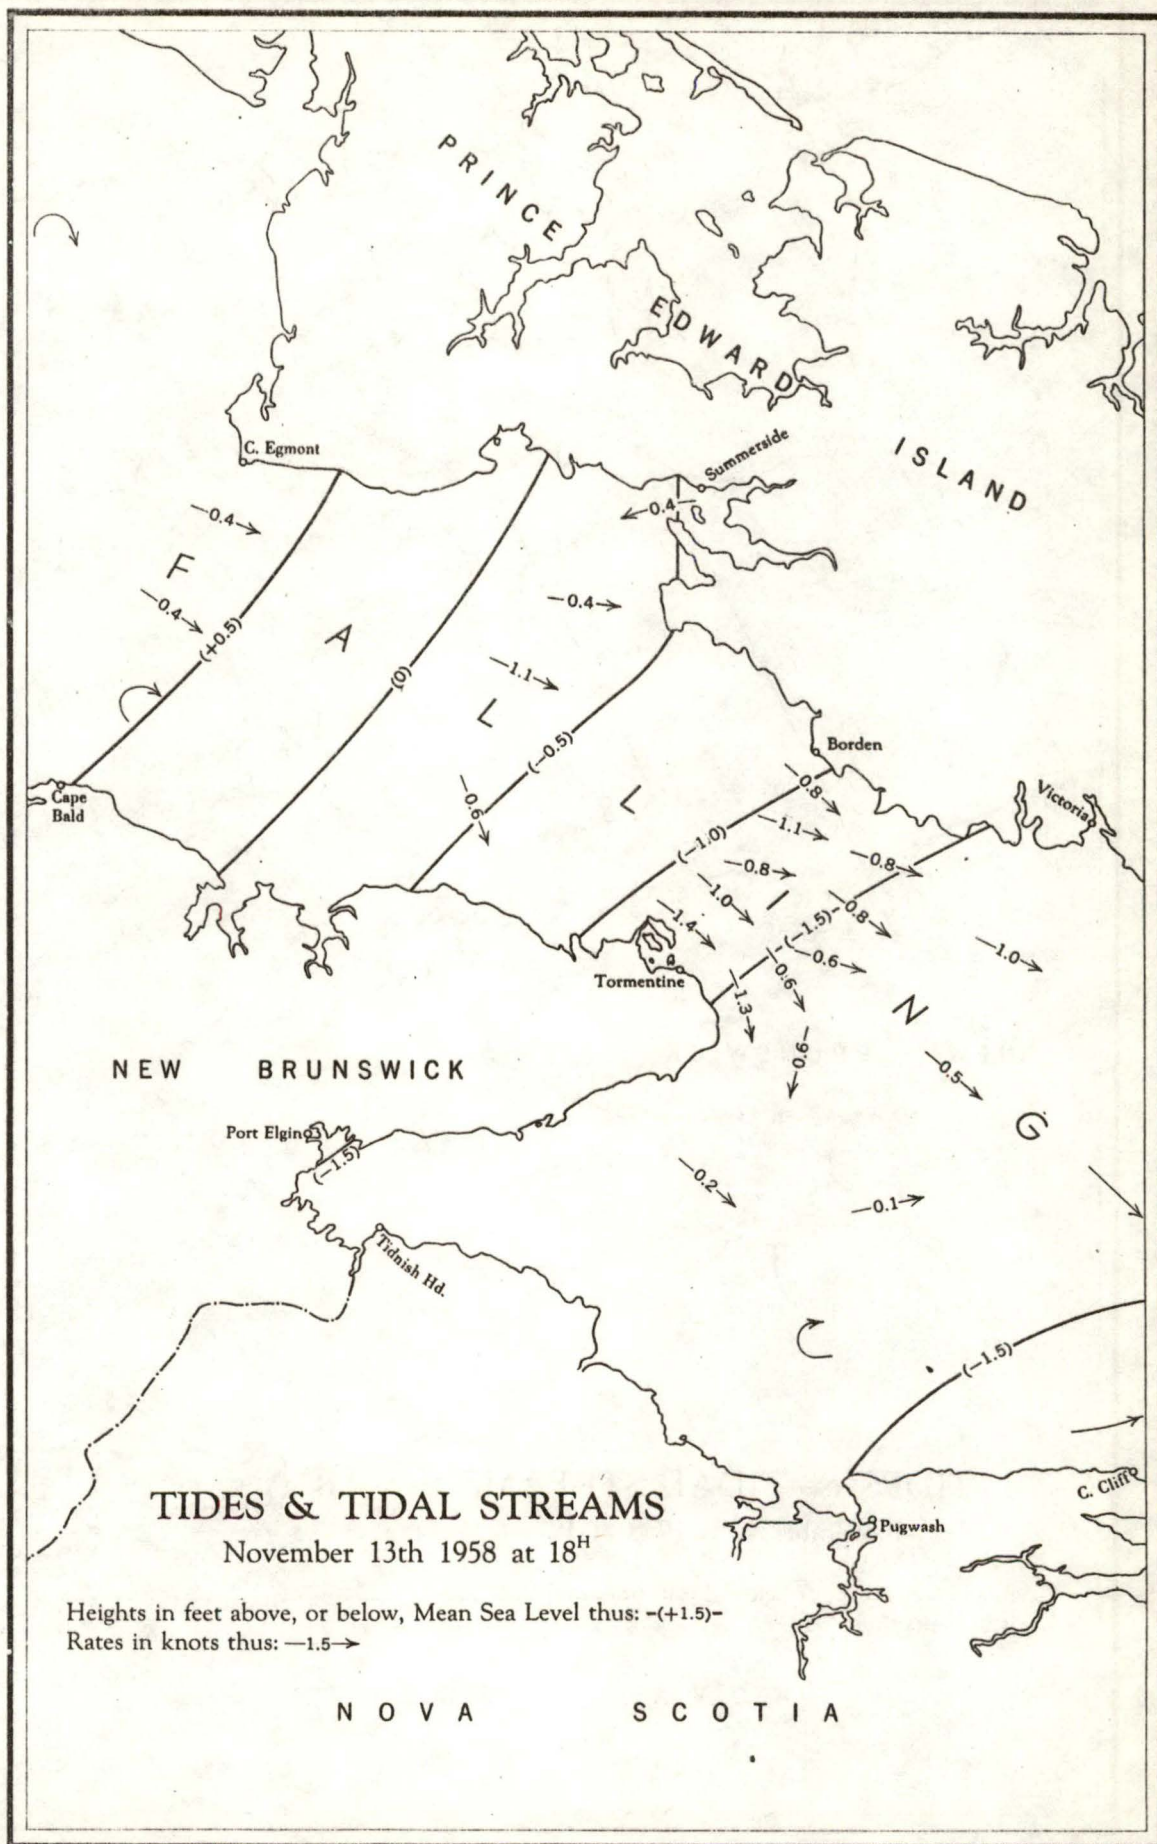 PRINCE
EDWARD
ISLAND
C. Egmont
Summerside
0.4
0.4
F
0.4
0.4
(+0.5)
A
(0)
1.1
L
(-0.5)
Borden
Cape
Bald
0.6
L
0.8
Victoria
(-1.0)
1.1
0.8
0.8
1.0
I
1.4
(-1.5)
0.8
0.6
1.0
Tormentine
1.3
0.6
N
0.6
0.5
NEW BRUNSWICK
G
Port Elgin
(-1.5)
0.2
0.1
Tidnish Hd.
(-1.5)
C. Cliff
TIDES & TIDAL STREAMS
Pugwash
November 13th 1958 at 18H
Heights in feet above, or below, Mean Sea Level thus: -(+1.5)-
Rates in knots thus: —1.5→
NOVA SCOTIA